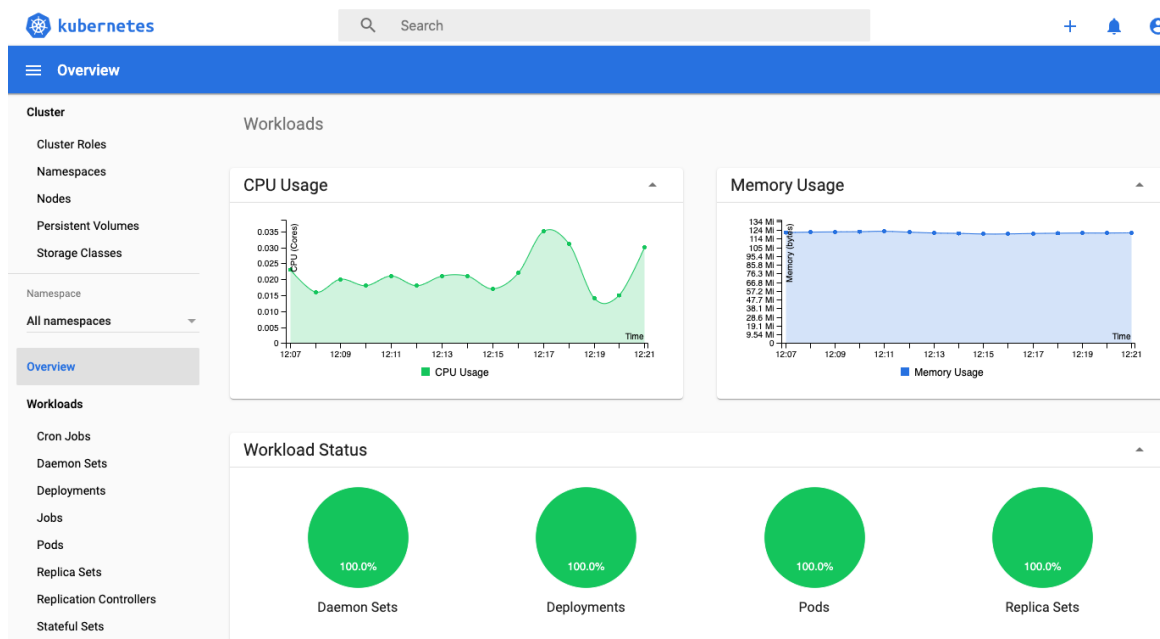 kubernetes
Search
Overview
Cluster
Cluster Roles
Namespaces
Nodes
Persistent Volumes
Storage Classes
Namespace
All namespaces
Overview
Workloads
Cron Jobs
Daemon Sets
Deployments
Jobs
Pods
Replica Sets
Replication Controllers
Stateful Sets
Workloads
CPU Usage
CPU (Cores)
0.035
0.030
0.025
0.020
0.015
0.010
0.005
0
Time
12:07 12:09 12:11 12:13 12:15 12:17 12:19 12:21
CPU Usage
Memory Usage
Memory (bytes)
134 Mi
124 Mi
114 Mi
105 Mi
95.4 Mi
85.8 Mi
76.3 Mi
66.8 Mi
57.2 Mi
47.7 Mi
38.1 Mi
28.6 Mi
19.1 Mi
9.54 Mi
0
Time
12:07 12:09 12:11 12:13 12:15 12:17 12:19 12:21
Memory Usage
Workload Status
100.0% 100.0% 100.0% 100.0%
Daemon Sets Deployments Pods Replica Sets